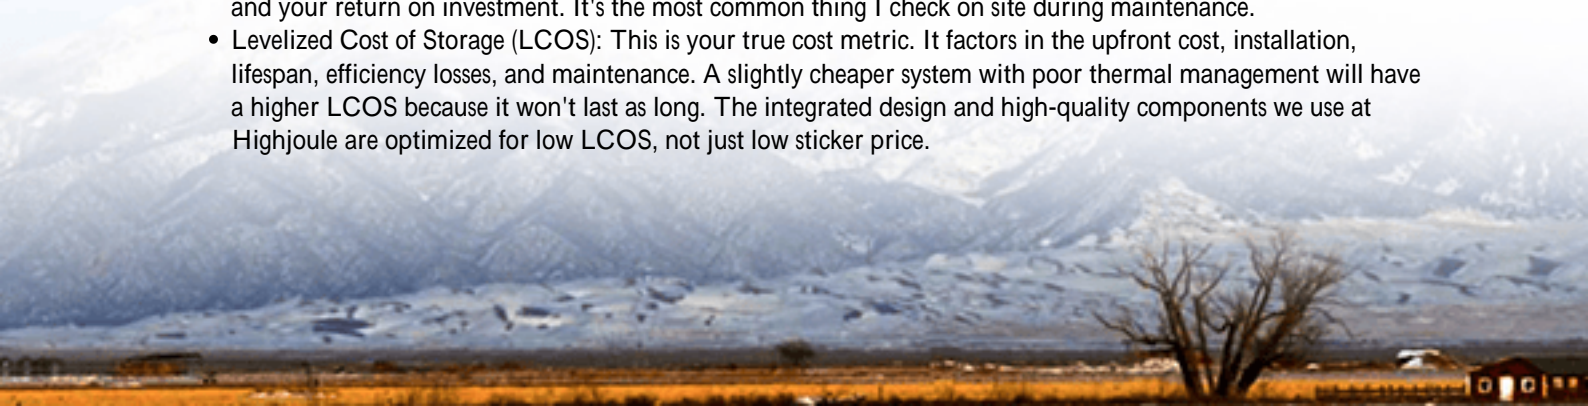 and your return on investment. It's the most common thing I check on site during maintenance.
• Levelized Cost of Storage (LCOS): This is your true cost metric. It factors in the upfront cost, installation,
lifespan, efficiency losses, and maintenance. A slightly cheaper system with poor thermal management will have
a higher LCOS because it won't last as long. The integrated design and high-quality components we use at
Highjoule are optimized for low LCOS, not just low sticker price.